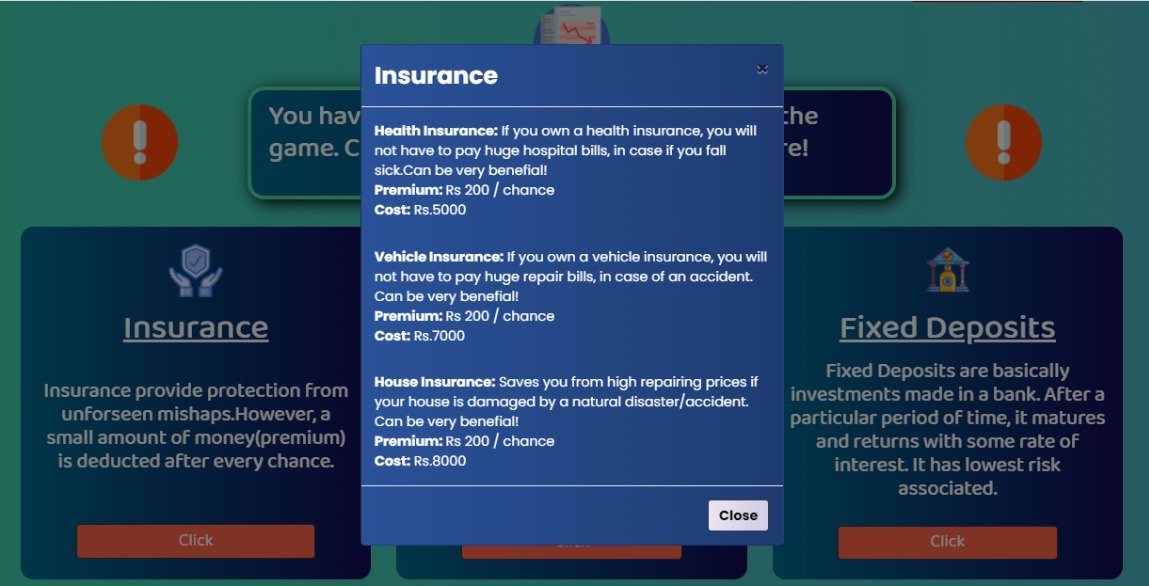 Insurance
Health Insurance: If you own a health insurance, you will
not have to pay huge hospital bills, in case if you fall
sick.Can be very benefial!
Premium: Rs 200 / chance
Cost: Rs.5000
Vehicle Insurance: If you own a vehicle insurance, you will
not have to pay huge repair bills, in case of an accident.
Can be very benefial!
Premium: Rs 200 / chance
Cost: Rs.7000
House Insurance: Saves you from high repairing prices if
your house is damaged by a natural disaster/accident.
Can be very benefial!
Premium: Rs 200 / chance
Cost: Rs.8000
Close
You
the
game.
Insurance
Insurance provide protection from
unforseen mishaps.However, a
small amount of money(premium)
is deducted after every chance.
Click
Fixed Deposits
Fixed Deposits are basically
investments made in a bank. After a
particular period of time, it matures
and returns with some rate of
interest. It has lowest risk
associated.
Click